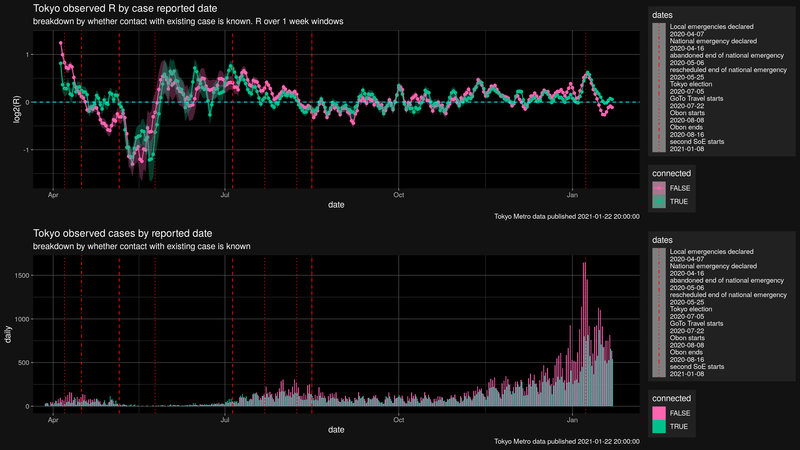 Tokyo observed R by case reported date
breakdown by whether contact with existing case is known. R over 1 week windows
log2(R)
1
0
-1
Apr
Jul
Oct
Jan
date
Tokyo Metro data published 2021-01-22 20:00:00
dates
Local emergencies declared
2020-04-07
National emergency declared
2020-04-16
abandoned end of national emergency
2020-05-06
rescheduled end of national emergency
2020-05-25
Tokyo election
2020-07-05
GoTo Travel starts
2020-07-22
Obon starts
2020-08-08
Obon ends
2020-08-16
second SoE starts
2021-01-08
connected
FALSE
TRUE
Tokyo observed cases by reported date
breakdown by whether contact with existing case is known
daily
1500
1000
500
0
Apr
Jul
Oct
Jan
date
Tokyo Metro data published 2021-01-22 20:00:00
dates
Local emergencies declared
2020-04-07
National emergency declared
2020-04-16
abandoned end of national emergency
2020-05-06
rescheduled end of national emergency
2020-05-25
Tokyo election
2020-07-05
GoTo Travel starts
2020-07-22
Obon starts
2020-08-08
Obon ends
2020-08-16
second SoE starts
2021-01-08
connected
FALSE
TRUE